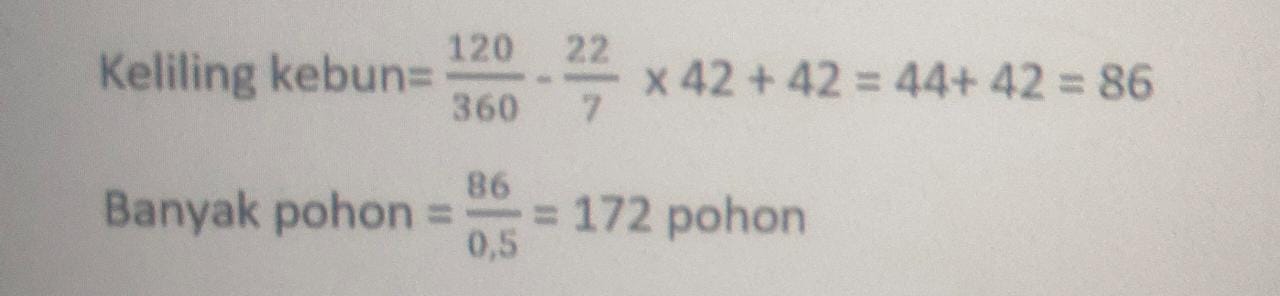 Keliling kebun= 120/360 - 22/7 x 42 + 42 = 44+ 42 = 86
Banyak pohon = 86/0,5 = 172 pohon